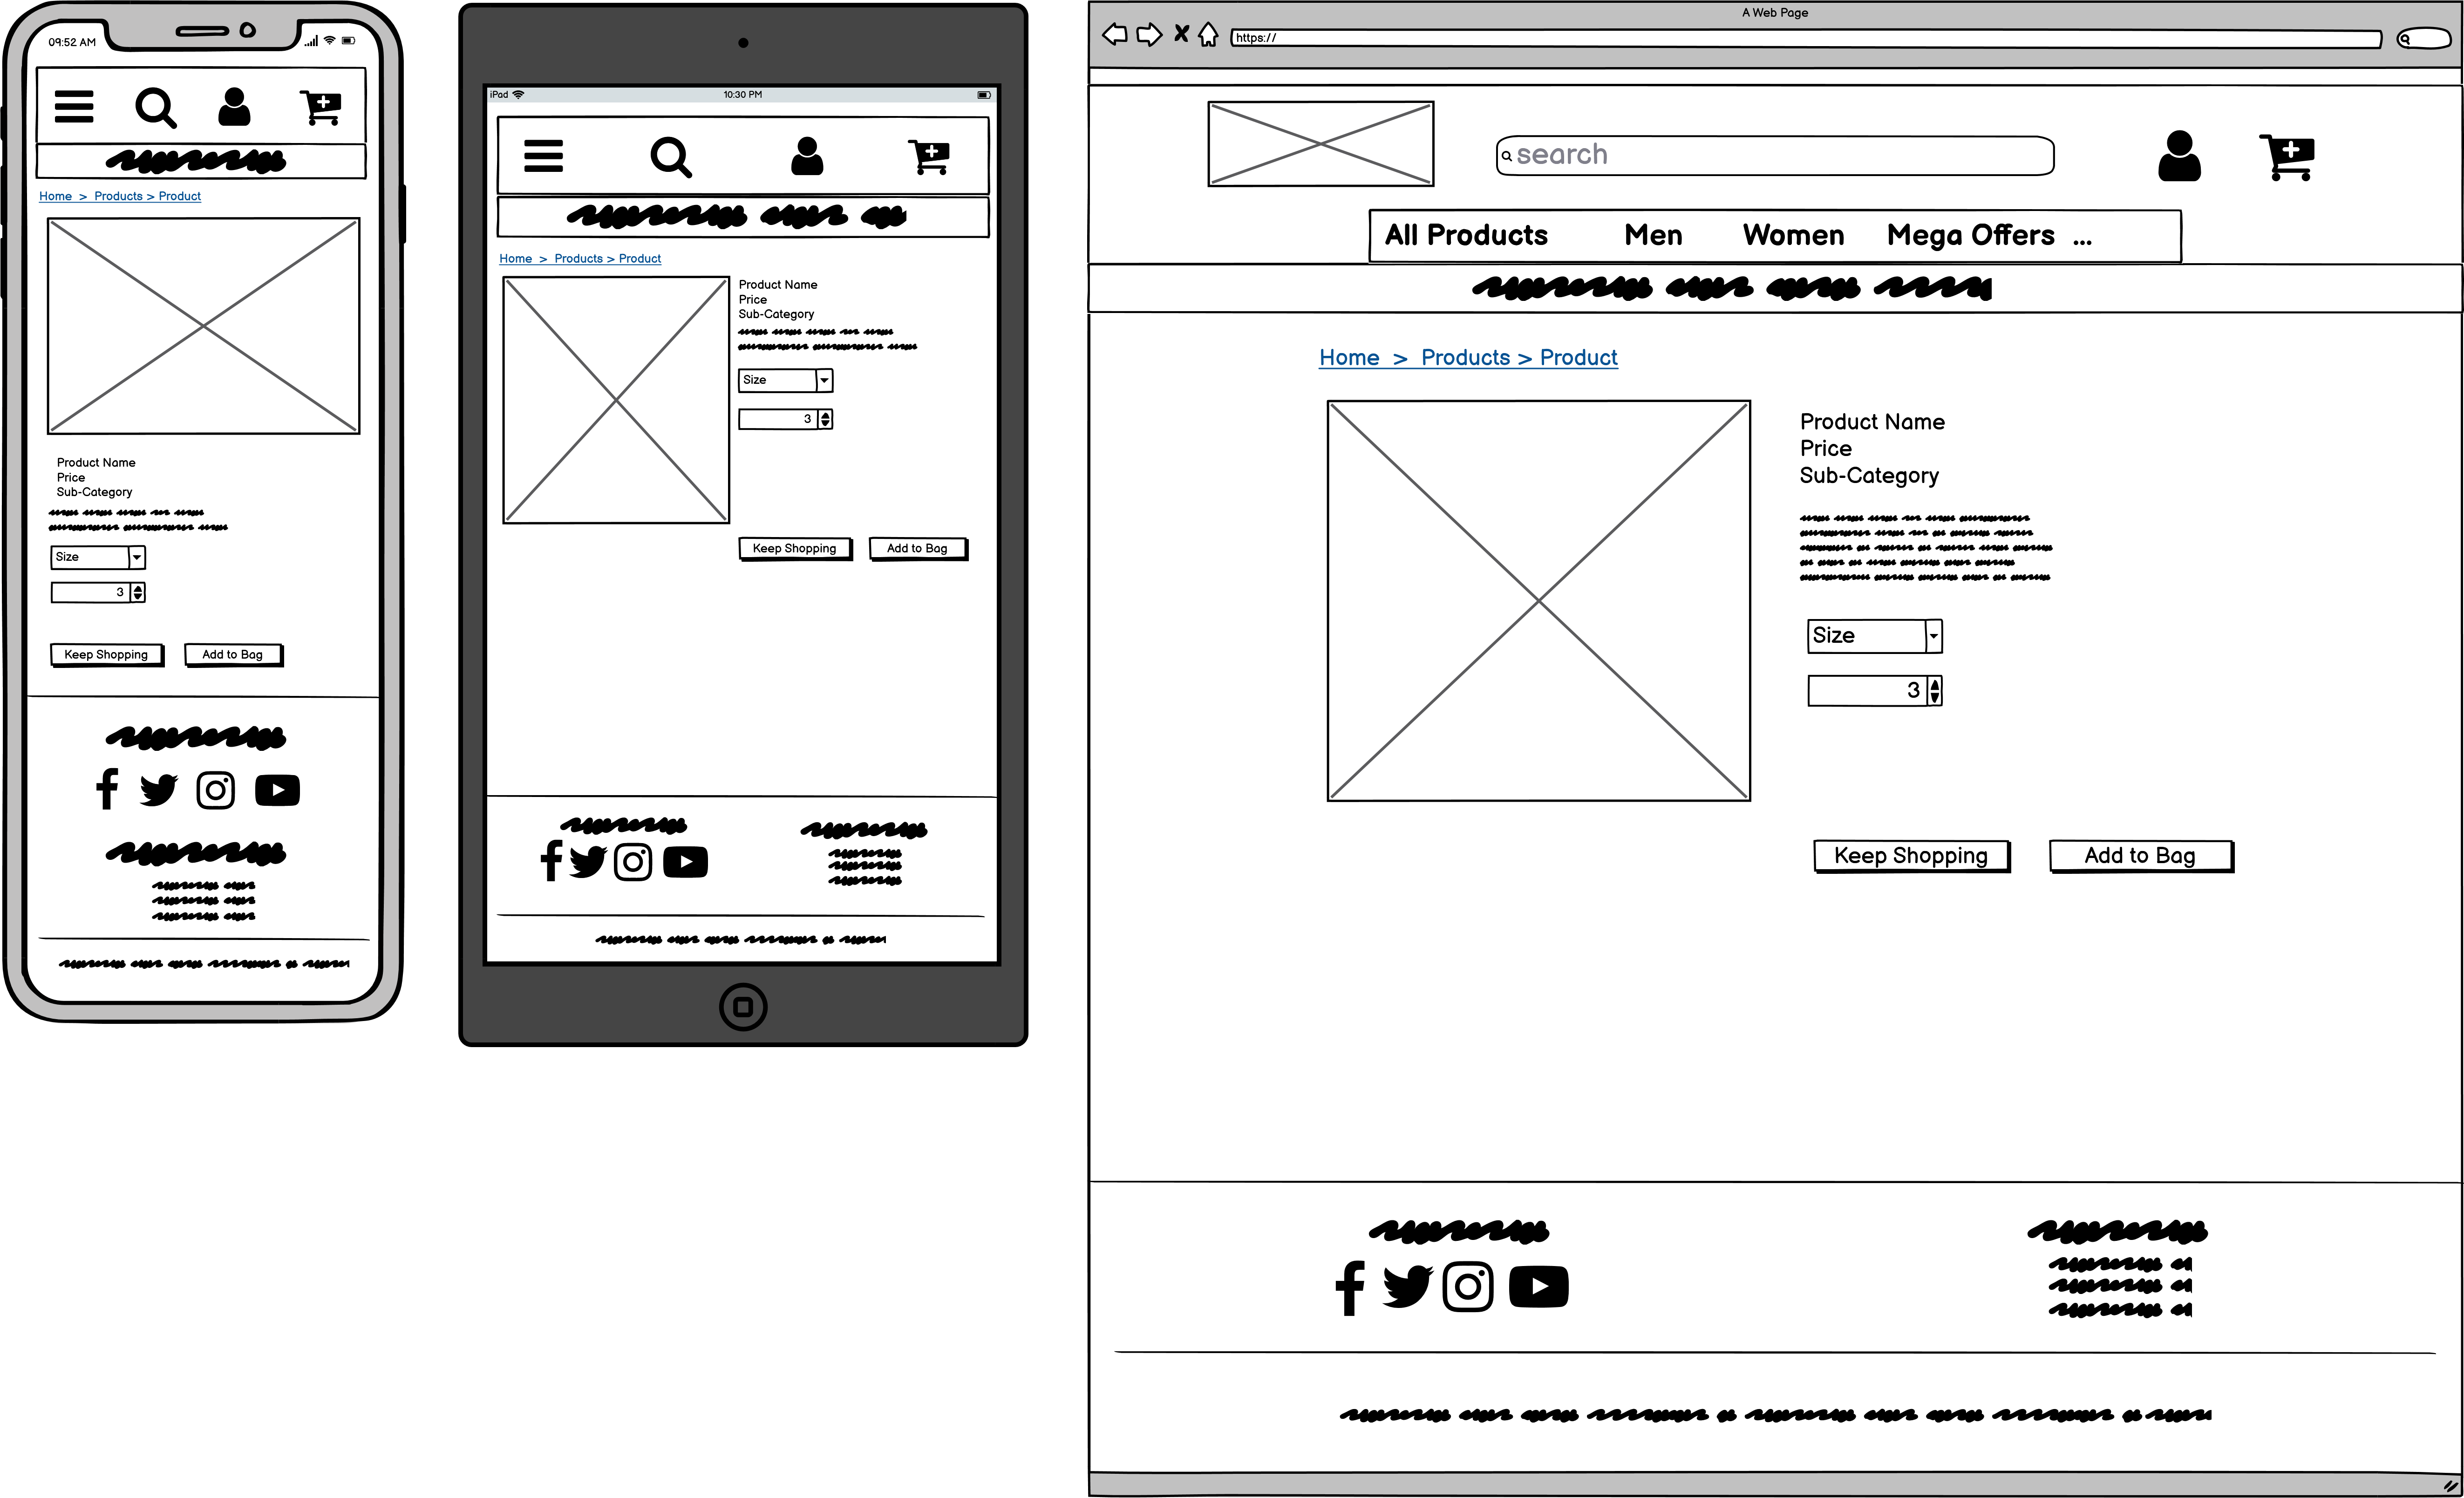 09:52 AM
Home > Products > Product
Product Name
Price
Sub-Category
Size
3
Keep Shopping
Add to Bag
iPad
10:30 PM
Home > Products > Product
Product Name
Price
Sub-Category
Size
3
Keep Shopping
Add to Bag
A Web Page
https://
search
All Products Men Women Mega Offers ...
Home > Products > Product
Product Name
Price
Sub-Category
Size
3
Keep Shopping
Add to Bag